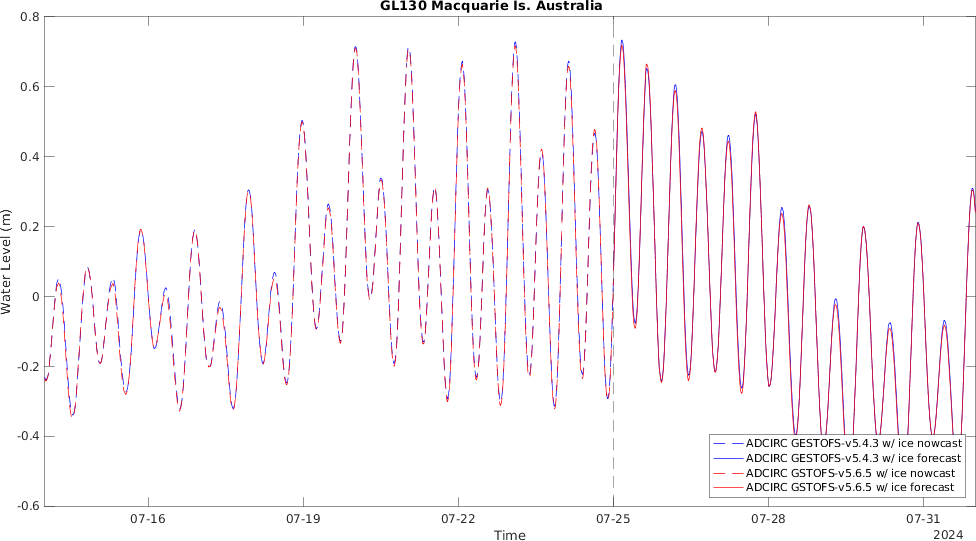 GL130 Macquarie Is. Australia
0.8
0.6
0.4
0.2
0
-0.2
-0.4
-0.6
Water Level (m)
ADCIRC GESTOFS-v5.4.3 w/ ice nowcast
ADCIRC GESTOFS-v5.4.3 w/ ice forecast
ADCIRC GSTOFS-v5.6.5 w/ ice nowcast
ADCIRC GSTOFS-v5.6.5 w/ ice forecast
07-16 07-19 07-22 07-25 07-28 07-31
Time
2024